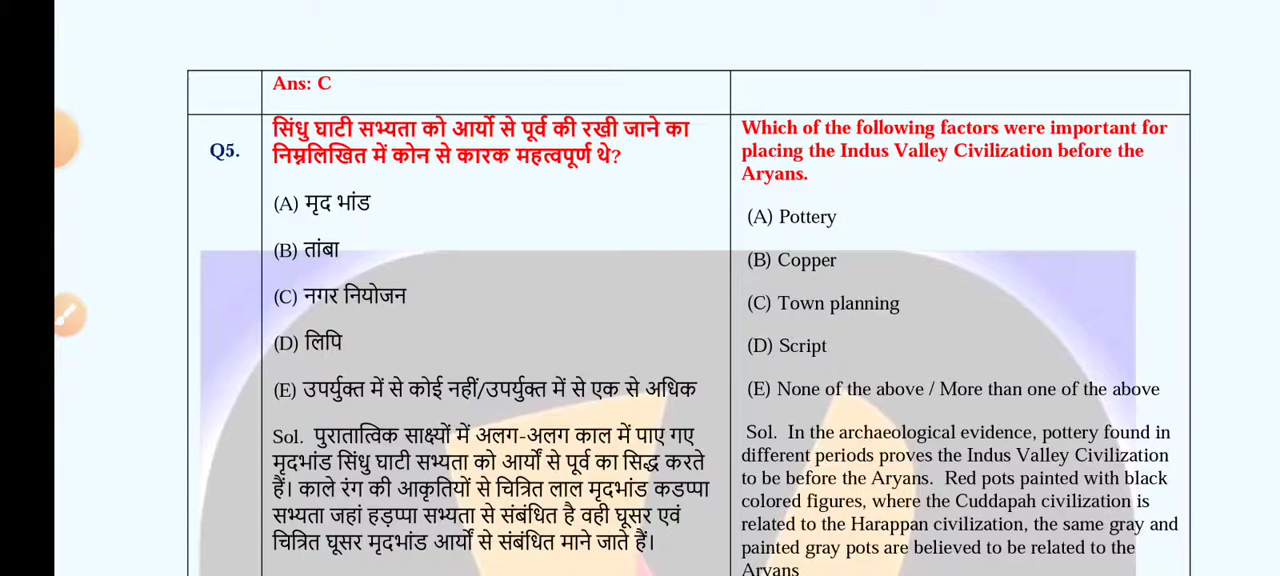 Ans: C
Q5.
सिंधु घाटी सभ्यता को आर्यो से पूर्व की रखी जाने का
निम्नलिखित में कोन से कारक महत्वपूर्ण थे?
(A) मृद भांड
(B) तांबा
(C) नगर नियोजन
(D) लिपि
(E) उपर्युक्त में से कोई नहीं/उपर्युक्त में से एक से अधिक
Sol. पुरातात्विक साक्ष्यों में अलग-अलग काल में पाए गए
मृदभांड सिंधु घाटी सभ्यता को आर्यों से पूर्व का सिद्ध करते
हैं। काले रंग की आकृतियों से चित्रित लाल मृदभांड कडप्पा
सभ्यता जहां हड़प्पा सभ्यता से संबंधित है वही घूसर एवं
चित्रित घूसर मृदभांड आर्यों से संबंधित माने जाते हैं।
Which of the following factors were important for
placing the Indus Valley Civilization before the
Aryans.
(A) Pottery
(B) Copper
(C) Town planning
(D) Script
(E) None of the above / More than one of the above
Sol. In the archaeological evidence, pottery found in
different periods proves the Indus Valley Civilization
to be before the Aryans. Red pots painted with black
colored figures, where the Cuddapah civilization is
related to the Harappan civilization, the same gray and
painted gray pots are believed to be related to the
Aryans